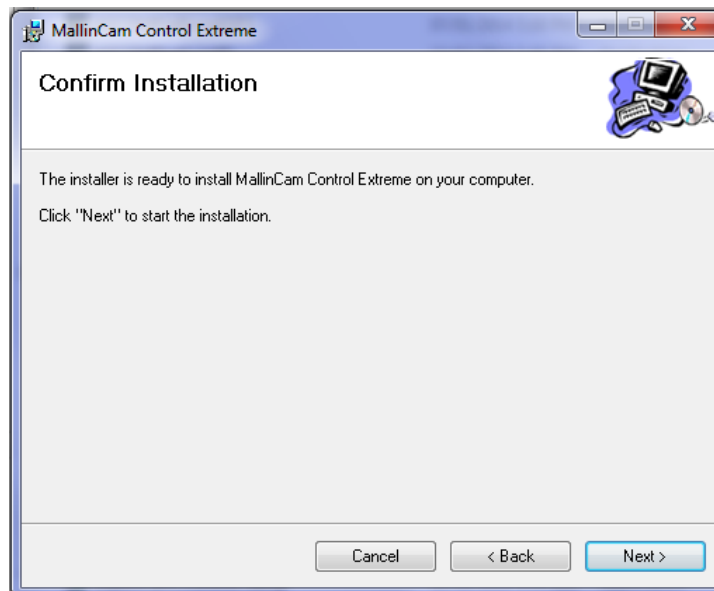 MallinCam Control Extreme
Confirm Installation
The installer is ready to install MallinCam Control Extreme on your computer.
Click "Next" to start the installation.
Cancel
< Back
Next >